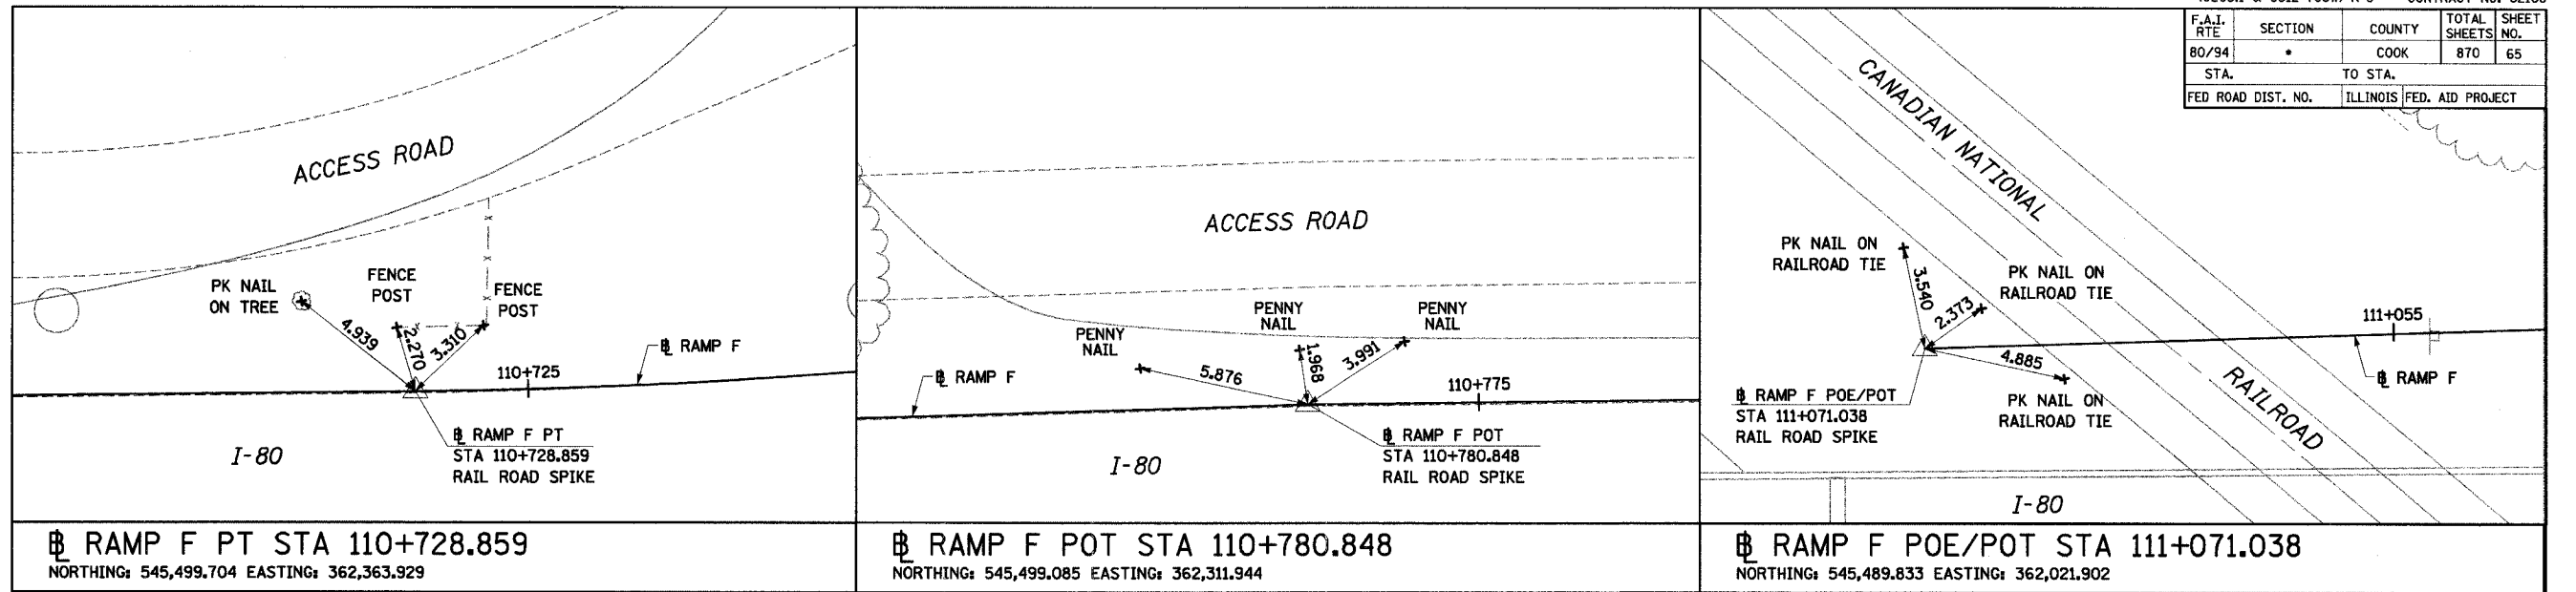 F.A.I. RTE SECTION COUNTY TOTAL SHEETS SHEET NO.
80/94 * COOK 870 65
STA. TO STA.
FED ROAD DIST. NO. ILLINOIS FED. AID PROJECT
ACCESS ROAD
PK NAIL
ON TREE
FENCE
POST
FENCE
POST
4.939
2.270
3.310
110+725
℄ RAMP F
℄ RAMP F PT
STA 110+728.859
RAIL ROAD SPIKE
I-80
℄ RAMP F PT STA 110+728.859
NORTHING: 545,499.704 EASTING: 362,363.929
ACCESS ROAD
PENNY
NAIL
PENNY
NAIL
PENNY
NAIL
5.876
1.968
3.991
110+775
℄ RAMP F
℄ RAMP F POT
STA 110+780.848
RAIL ROAD SPIKE
I-80
℄ RAMP F POT STA 110+780.848
NORTHING: 545,499.085 EASTING: 362,311.944
CANADIAN NATIONAL
RAILROAD
PK NAIL ON
RAILROAD TIE
PK NAIL ON
RAILROAD TIE
3.540
2.373
4.885
111+055
℄ RAMP F
PK NAIL ON
RAILROAD TIE
℄ RAMP F POE/POT
STA 111+071.038
RAIL ROAD SPIKE
I-80
℄ RAMP F POE/POT STA 111+071.038
NORTHING: 545,489.833 EASTING: 362,021.902